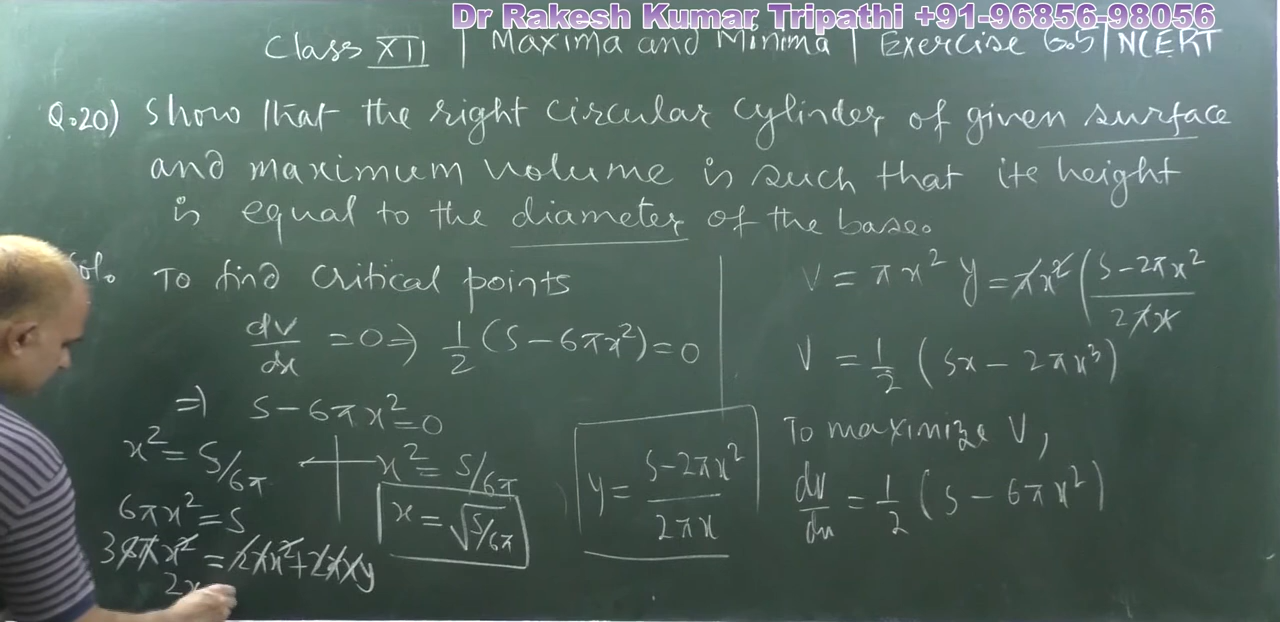 Dr Rakesh Kumar Tripathi +91-96856-98056
Class XII | Maxima and Minima | Exercise 6.5 | NCERT
Q.20) Show that the right circular cylinder of given surface
and maximum volume is such that its height
is equal to the diameter of the base.
Sol. To find critical points
dv/dx = 0 ⇒ 1/2 (S - 6πx²) = 0
⇒ S - 6πx² = 0
x² = S/6π
x = √S/6π
x² = S/6π
6πx² = S
3 6πx² = 2πx² + 2πxy
2x
y = S - 2πx² / 2πx
V = πx² y = πx² (S - 2πx² / 2πx
V = 1/2 (Sx - 2πx³)
To maximize V,
dv/dx = 1/2 (S - 6πx²)